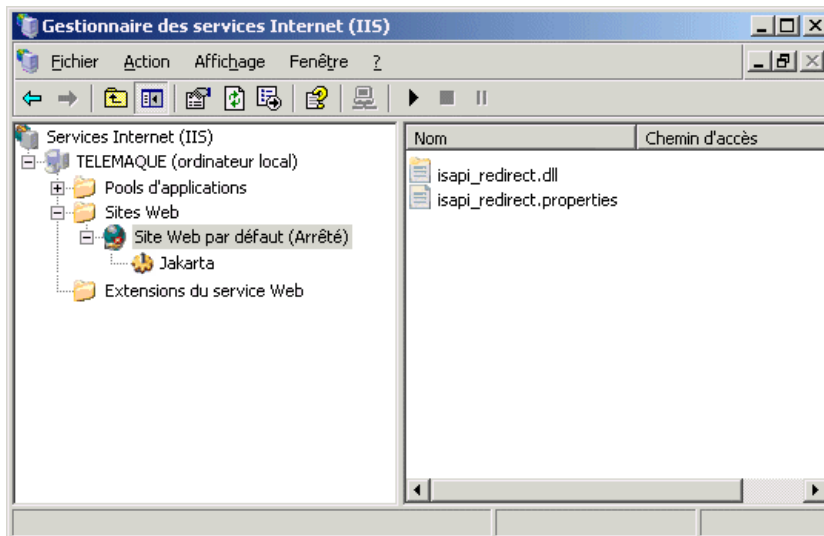 Gestionnaire des services Internet (IIS)
Fichier Action Affichage Fenêtre ?
Services Internet (IIS)
TELEMAQUE (ordinateur local)
Pools d'applications
Sites Web
Site Web par défaut (Arrêté)
Jakarta
Extensions du service Web
Nom Chemin d'accès
isapi_redirect.dll
isapi_redirect.properties